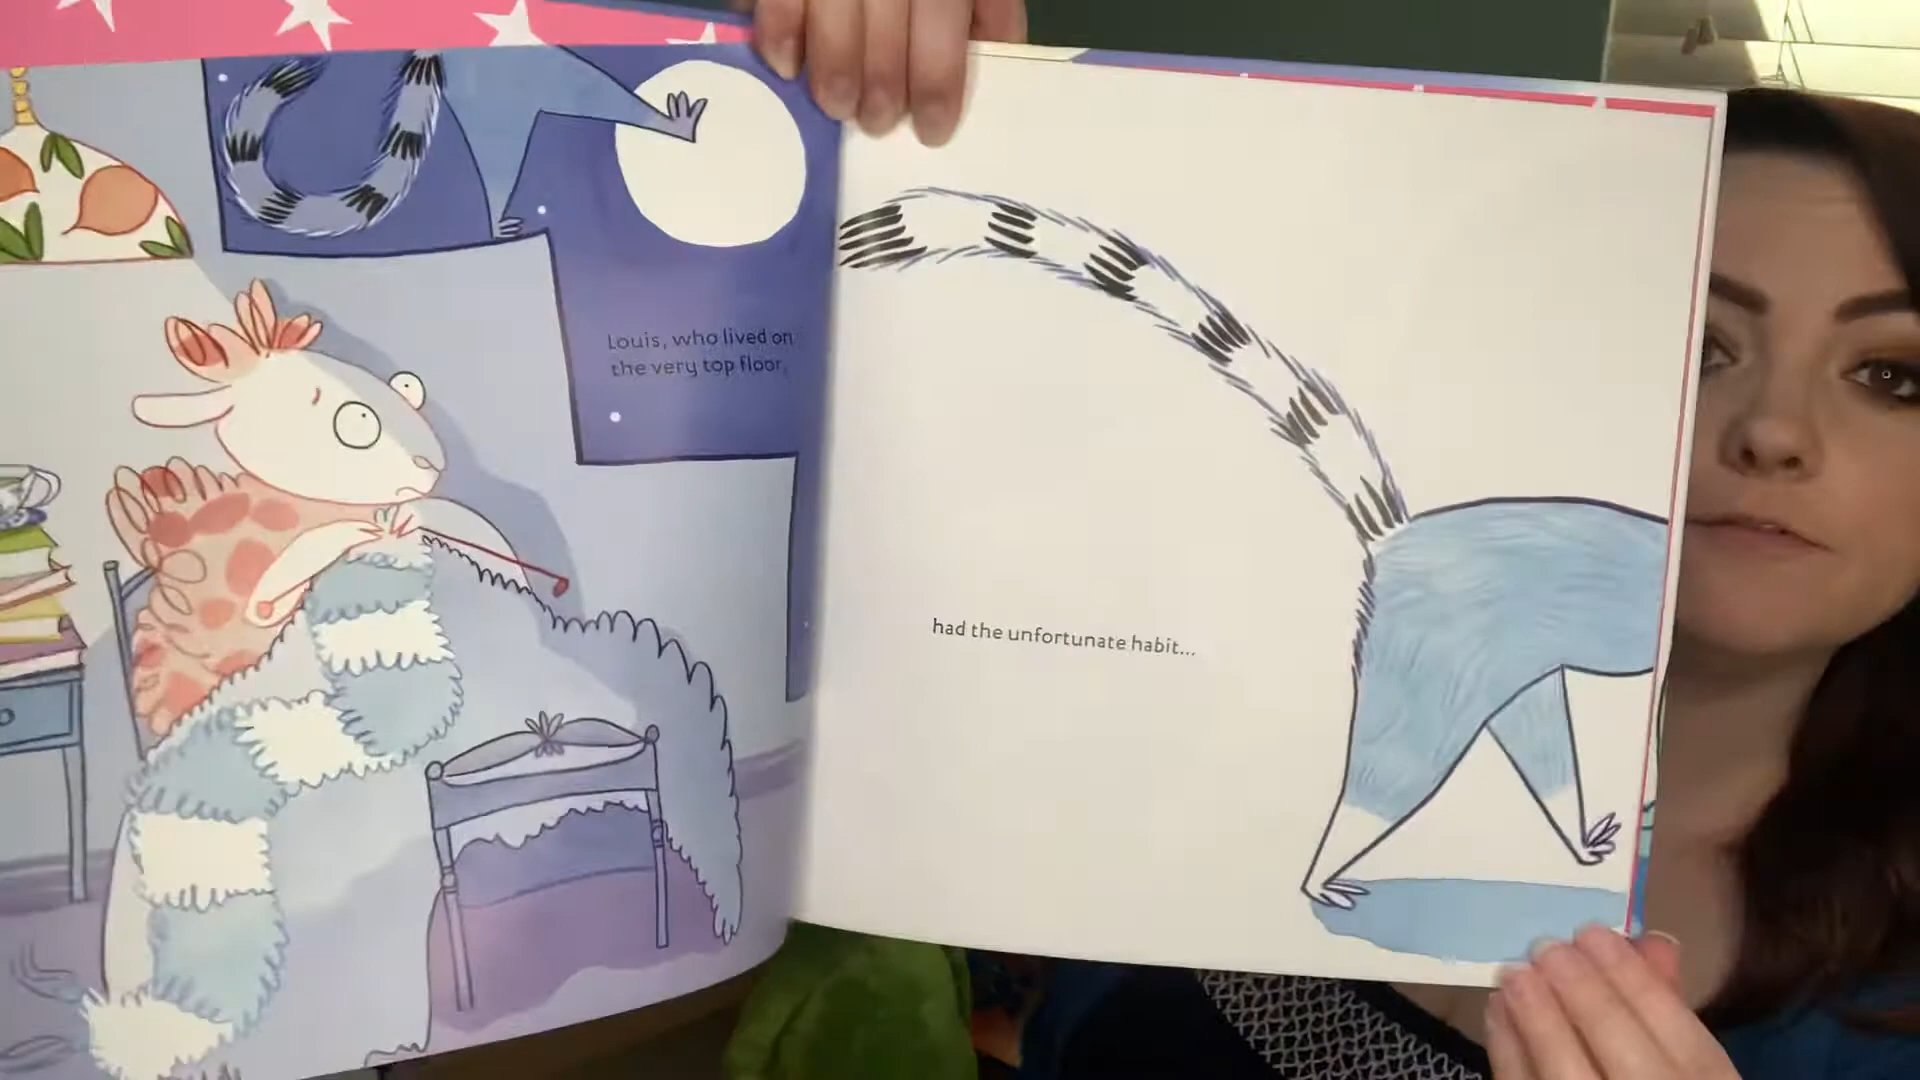 Louis, who lived on
the very top floor,
had the unfortunate habit...